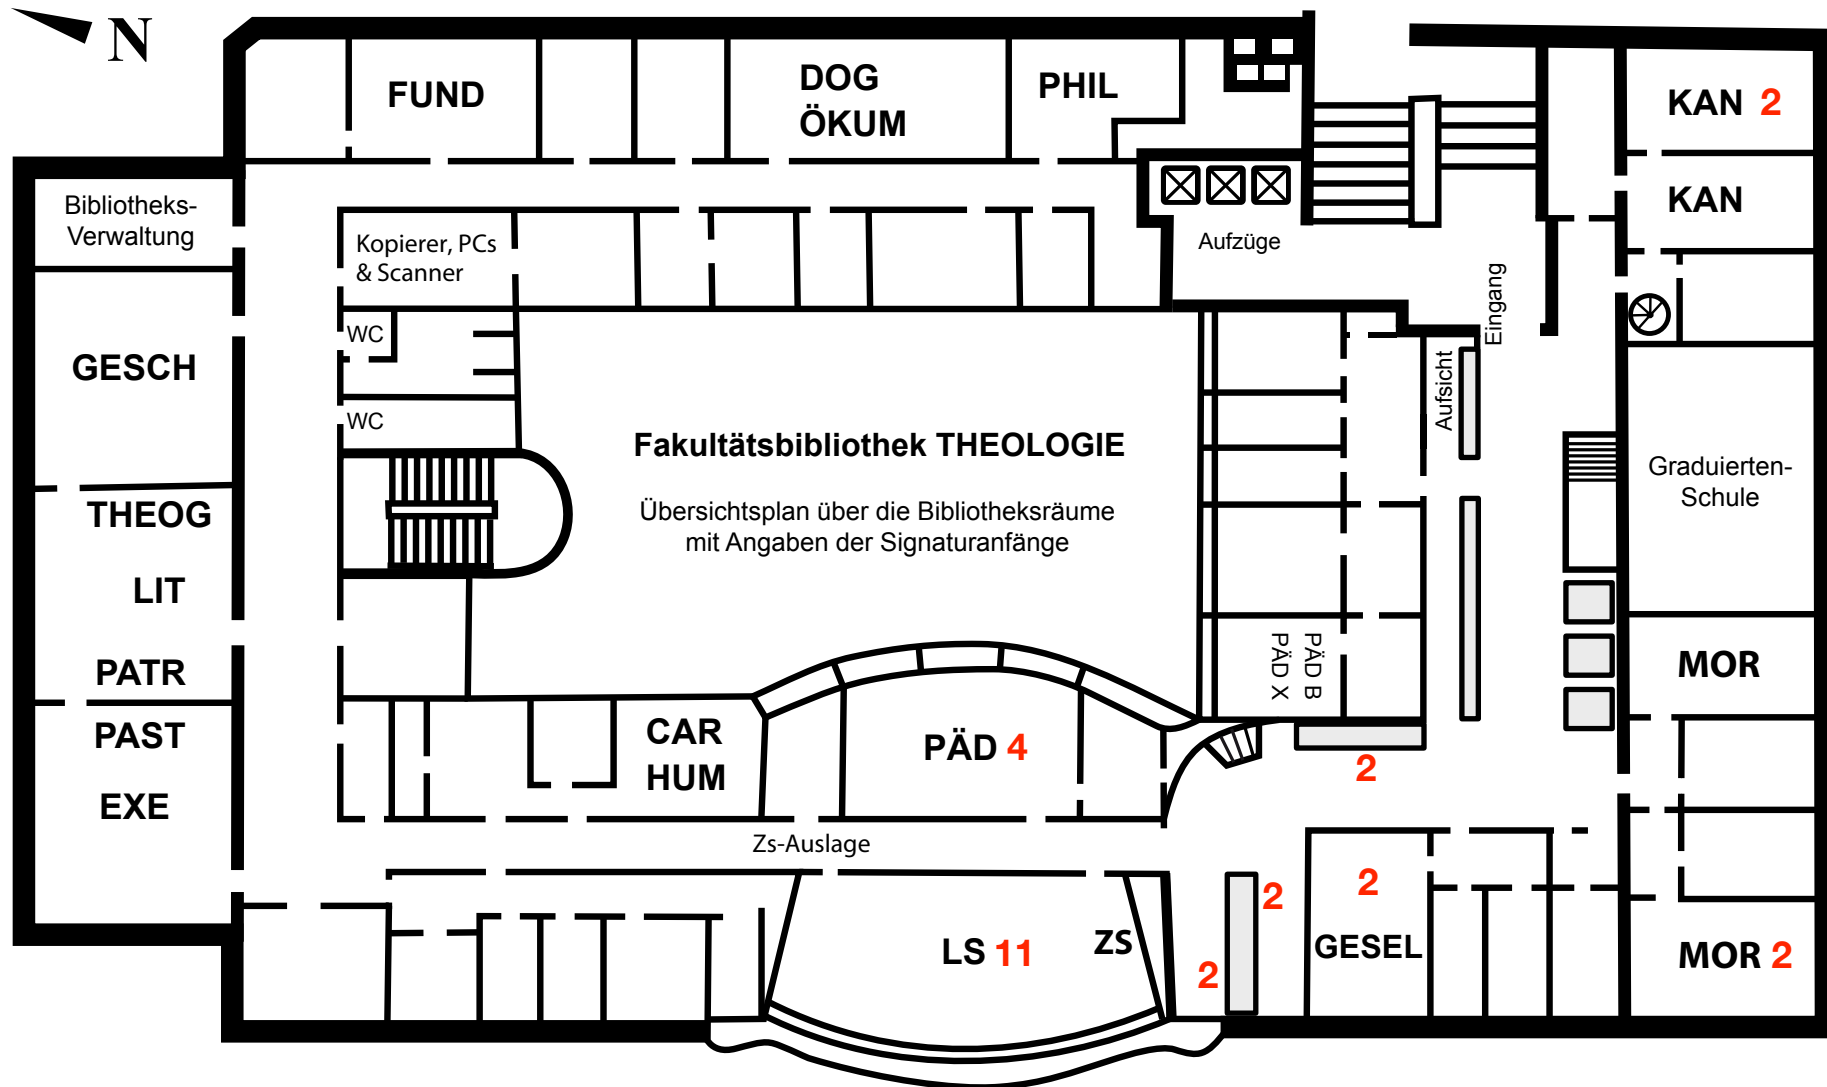 N
FUND
DOG
ÖKUM
PHIL
KAN 2
KAN
Bibliotheks-
Verwaltung
Kopierer, PCs
& Scanner
Aufzüge
Eingang
WC
GESCH
WC
Aufsicht
Fakultätsbibliothek THEOLOGIE
Übersichtsplan über die Bibliotheksräume
mit Angaben der Signaturanfänge
Graduierten-
Schule
THEOG
LIT
PATR
PÄD X
PÄD B
MOR
PAST
EXE
CAR
HUM
PÄD 4
2
Zs-Auslage
2
2
GESEL
LS 11
ZS
2
MOR 2